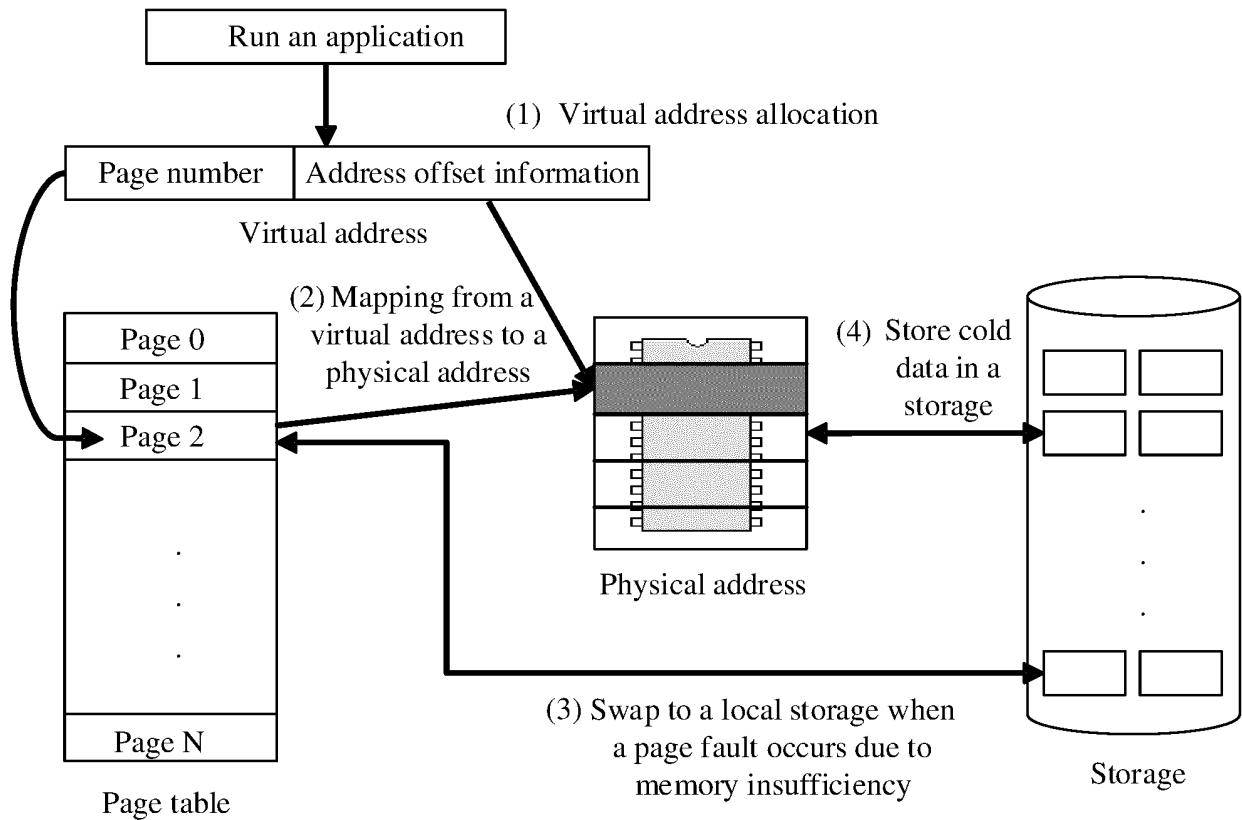 Run an application
(1) Virtual address allocation
Page number
Address offset information
Virtual address
(2) Mapping from a
virtual address to a
physical address
Page 0
Page 1
Page 2
.
.
.
Page N
Page table
Physical address
(4) Store cold
data in a
storage
.
.
.
(3) Swap to a local storage when
a page fault occurs due to
memory insufficiency
Storage